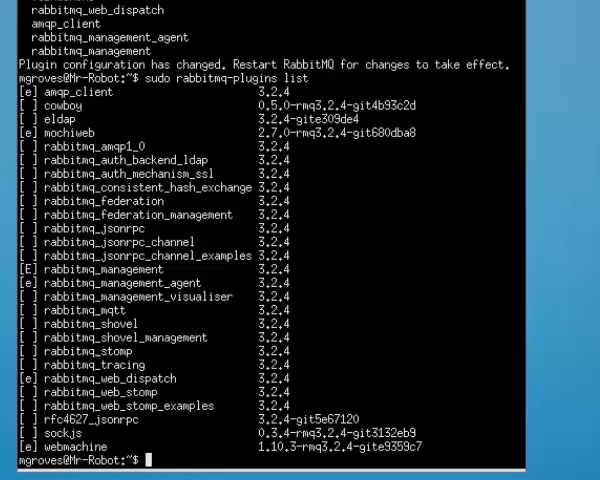 rabbitmq_web_dispatch
amqp_client
rabbitmq_management_agent
rabbitmq_management
Plugin configuration has changed. Restart RabbitMQ for changes to take effect.
mgroves@Mr-Robot:~$ sudo rabbitmq-plugins list
[e] amqp_client 3.2.4
[ ] cowboy 0.5.0-rmq3.2.4-git4b93c2d
[ ] eldap 3.2.4-gite309de4
[e] mochiweb 2.7.0-rmq3.2.4-git680dba8
[ ] rabbitmq_amqp1_0 3.2.4
[ ] rabbitmq_auth_backend_ldap 3.2.4
[ ] rabbitmq_auth_mechanism_ssl 3.2.4
[ ] rabbitmq_consistent_hash_exchange 3.2.4
[ ] rabbitmq_federation 3.2.4
[ ] rabbitmq_federation_management 3.2.4
[ ] rabbitmq_jsonrpc 3.2.4
[ ] rabbitmq_jsonrpc_channel 3.2.4
[ ] rabbitmq_jsonrpc_channel_examples 3.2.4
[E] rabbitmq_management 3.2.4
[e] rabbitmq_management_agent 3.2.4
[ ] rabbitmq_management_visualiser 3.2.4
[ ] rabbitmq_mqtt 3.2.4
[ ] rabbitmq_shovel 3.2.4
[ ] rabbitmq_shovel_management 3.2.4
[ ] rabbitmq_stomp 3.2.4
[ ] rabbitmq_tracing 3.2.4
[e] rabbitmq_web_dispatch 3.2.4
[ ] rabbitmq_web_stomp 3.2.4
[ ] rabbitmq_web_stomp_examples 3.2.4
[ ] rfc4627_jsonrpc 3.2.4-git5e67120
[ ] sockjs 0.3.4-rmq3.2.4-git3132eb9
[e] webmachine 1.10.3-rmq3.2.4-gite9359c7
mgroves@Mr-Robot:~$